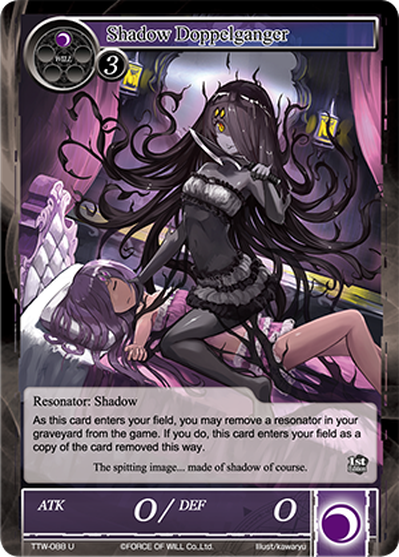 Shadow Doppelganger
WILL
3
Resonator: Shadow
As this card enters your field, you may remove a resonator in your
graveyard from the game. If you do, this card enters your field as a
copy of the card removed this way.
The spitting image... made of shadow of course.
1st
Edition
ATK 0/ DEF 0
TTW-088 U ©FORCE OF WILL Co.,Ltd. Illust/kawaryu